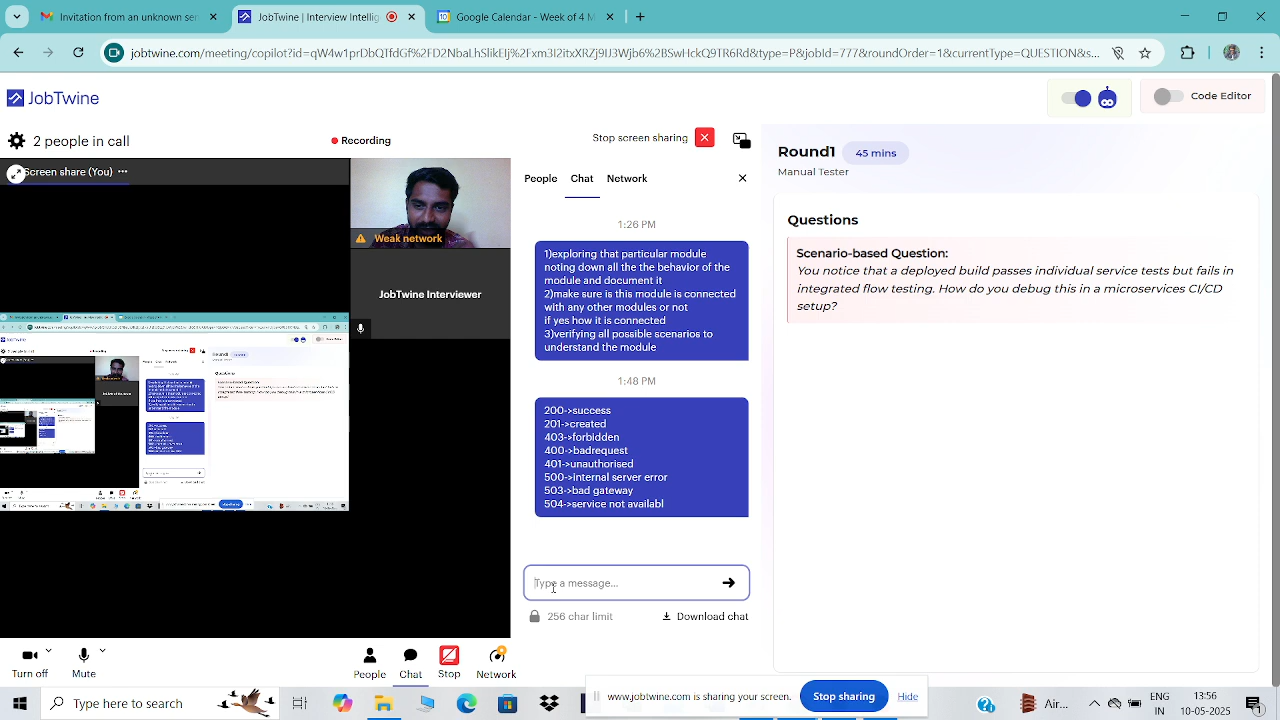 Invitation from an unknown ser
JobTwine | Interview Intellig
Google Calendar - Week of 4 M
jobtwine.com/meeting/copilot?id=qW4w1prDbQTfdGf%2FD2NbaLhSlikEIj%2Fxor32itxXRZj9U3Wjb6%2BSwHckQ9TR6Rd&type=PAJ&jobId=777&roundOrder=1&currentType=QUESTION&s...
JobTwine
Code Editor
2 people in call
Recording
Stop screen sharing
Screen share (You)
Weak network
JobTwine Interviewer
People
Chat
Network
1:26 PM
1)exploring that particular module
noting down all the the behavior of the
module and document it
2)make sure is this module is connected
with any other modules or not
if yes how it is connected
3)verifying all possible scenarios to
understand the module
1:48 PM
200->success
201->created
403->forbidden
400->badrequest
401->unauthorised
500->internal server error
503->bad gateway
504->service not availabl
Type a message...
256 char limit
Download chat
Round1
45 mins
Manual Tester
Questions
Scenario-based Question:
You notice that a deployed build passes individual service tests but fails in
integrated flow testing. How do you debug this in a microservices CI/CD
setup?
Turn off
Mute
People
Chat
Stop
Network
www.jobtwine.com is sharing your screen.
Stop sharing
Hide
Type here to search
Air...
ENG
IN
13:56
10-05-2025